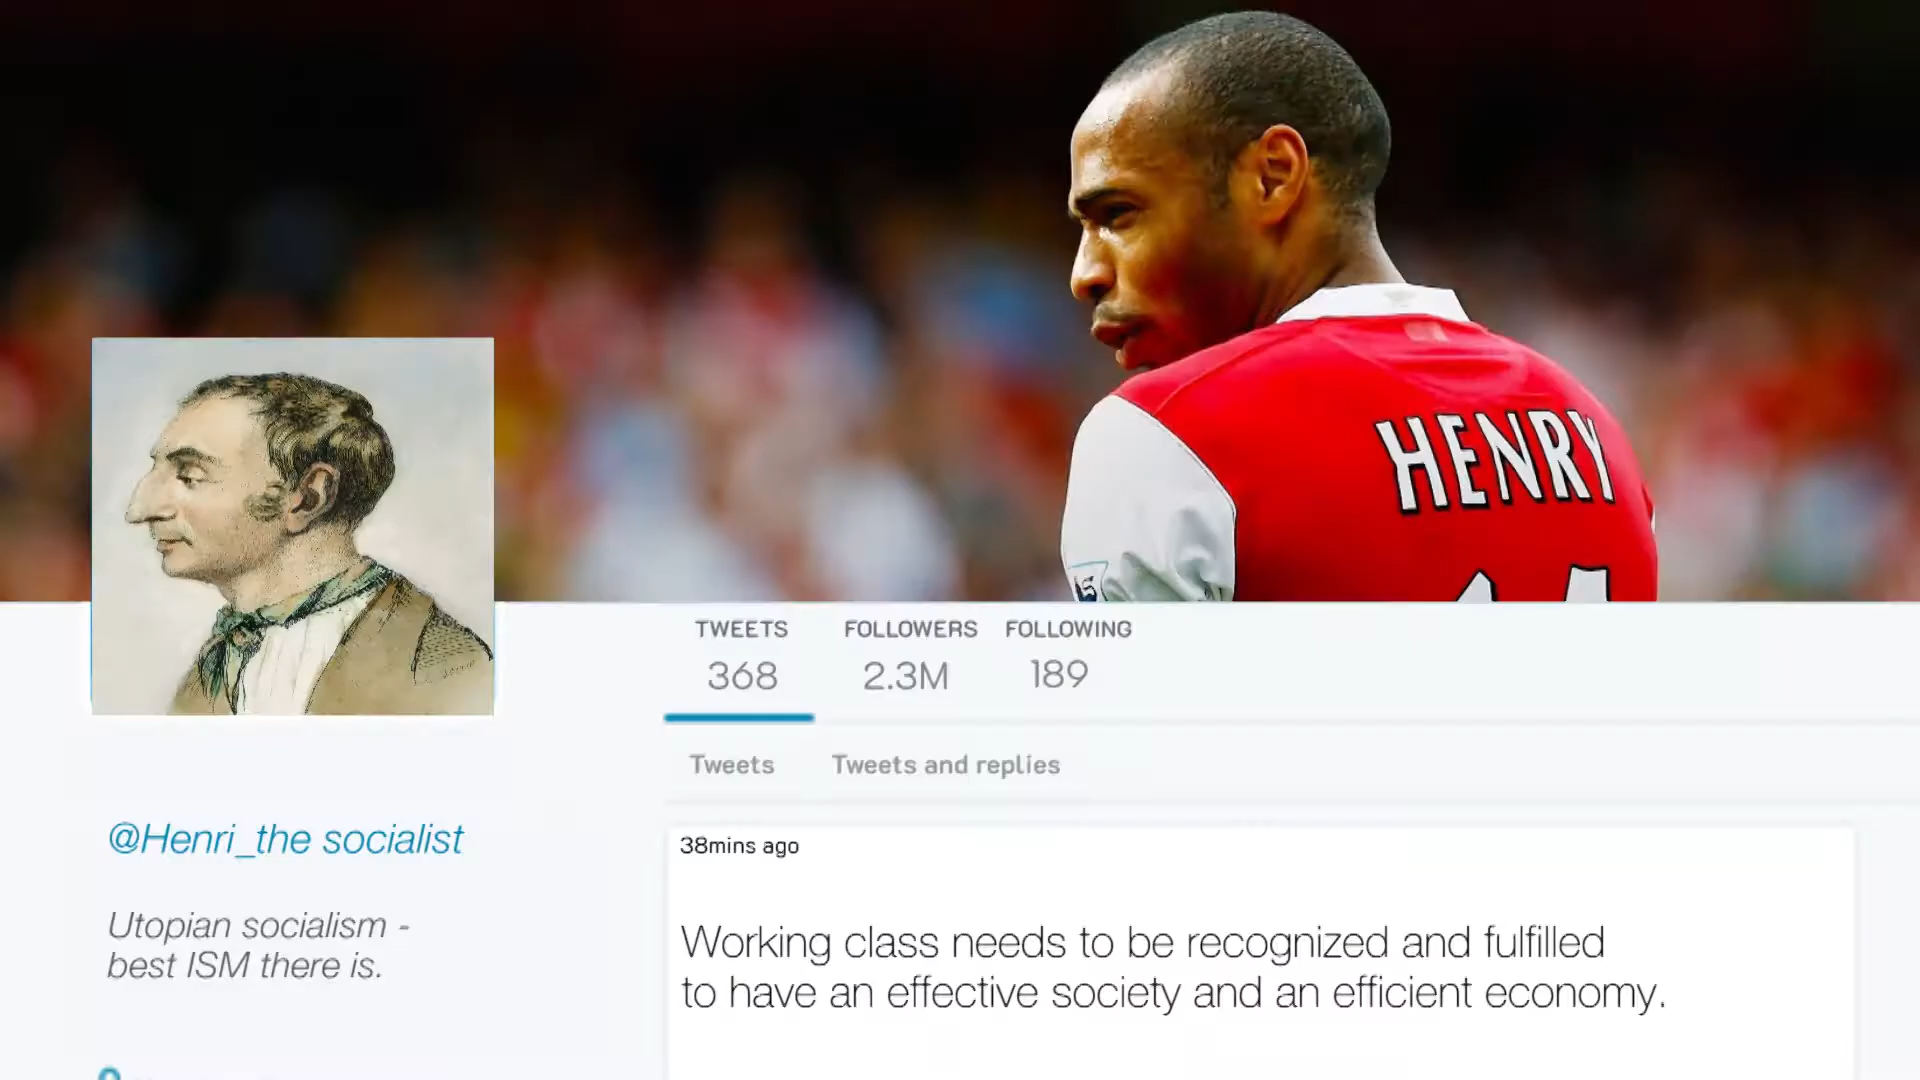 HENRY
TWEETS FOLLOWERS FOLLOWING
368 2.3M 189
Tweets Tweets and replies
@Henri_the socialist
Utopian socialism -
best ISM there is.
38mins ago
Working class needs to be recognized and fulfilled
to have an effective society and an efficient economy.